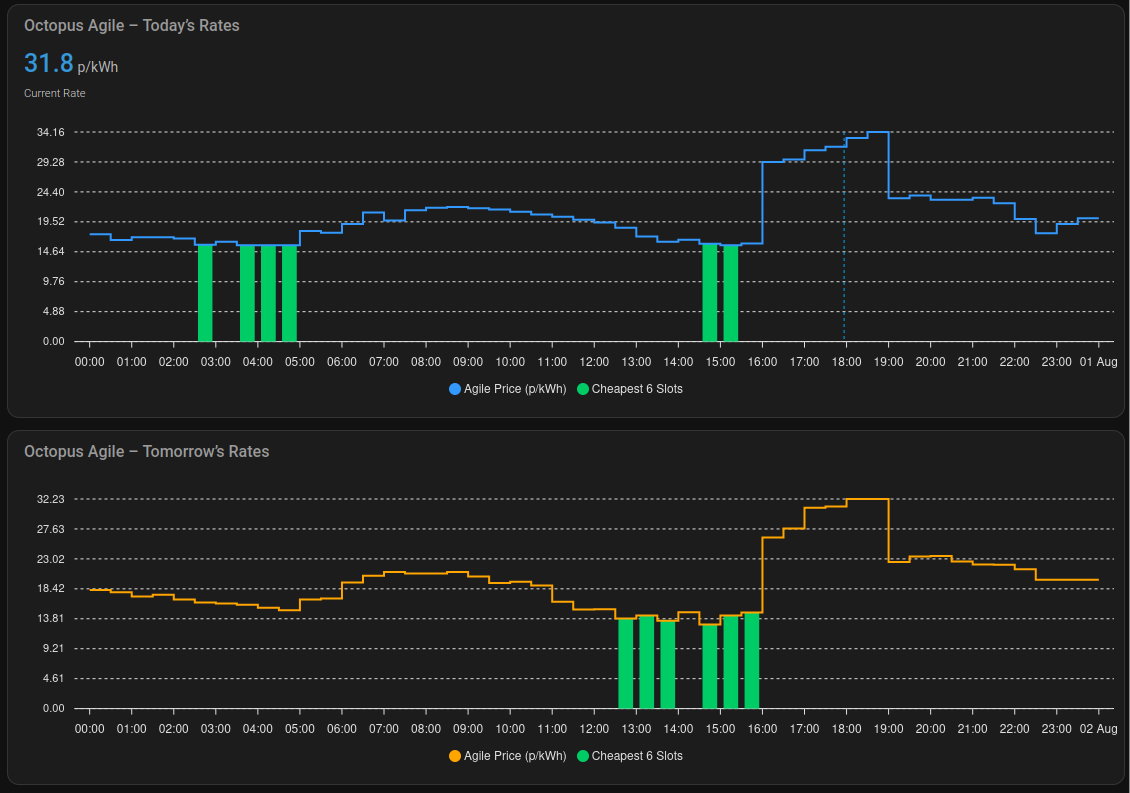 Octopus Agile – Today’s Rates
31.8 p/kWh
Current Rate
34.16
29.28
24.40
19.52
14.64
9.76
4.88
0.00
00:00 01:00 02:00 03:00 04:00 05:00 06:00 07:00 08:00 09:00 10:00 11:00 12:00 13:00 14:00 15:00 16:00 17:00 18:00 19:00 20:00 21:00 22:00 23:00 01 Aug
Agile Price (p/kWh) Cheapest 6 Slots
Octopus Agile – Tomorrow’s Rates
32.23
27.63
23.02
18.42
13.81
9.21
4.61
0.00
00:00 01:00 02:00 03:00 04:00 05:00 06:00 07:00 08:00 09:00 10:00 11:00 12:00 13:00 14:00 15:00 16:00 17:00 18:00 19:00 20:00 21:00 22:00 23:00 02 Aug
Agile Price (p/kWh) Cheapest 6 Slots